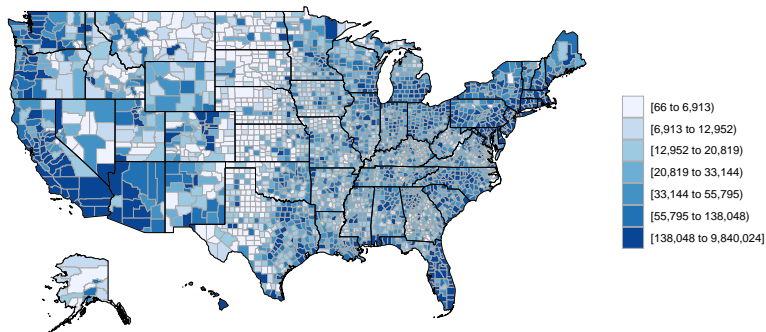 [66 to 6,913)
[6,913 to 12,952)
[12,952 to 20,819)
[20,819 to 33,144)
[33,144 to 55,795)
[55,795 to 138,048)
[138,048 to 9,840,024]